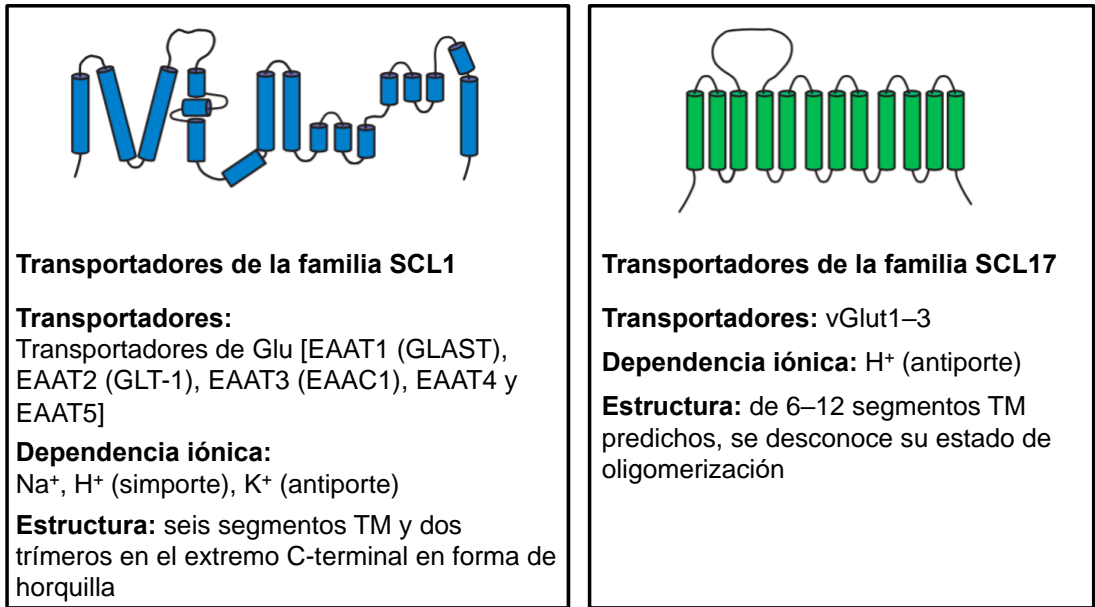 Transportadores de la familia SCL1
Transportadores:
Transportadores de Glu [EAAT1 (GLAST),
EAAT2 (GLT-1), EAAT3 (EAAC1), EAAT4 y
EAAT5]
Dependencia iónica:
Na⁺, H⁺ (simporte), K⁺ (antiporte)
Estructura: seis segmentos TM y dos
trímeros en el extremo C-terminal en forma de
horquilla
Transportadores de la familia SCL17
Transportadores: vGlut1–3
Dependencia iónica: H⁺ (antiporte)
Estructura: de 6–12 segmentos TM
predichos, se desconoce su estado de
oligomerización